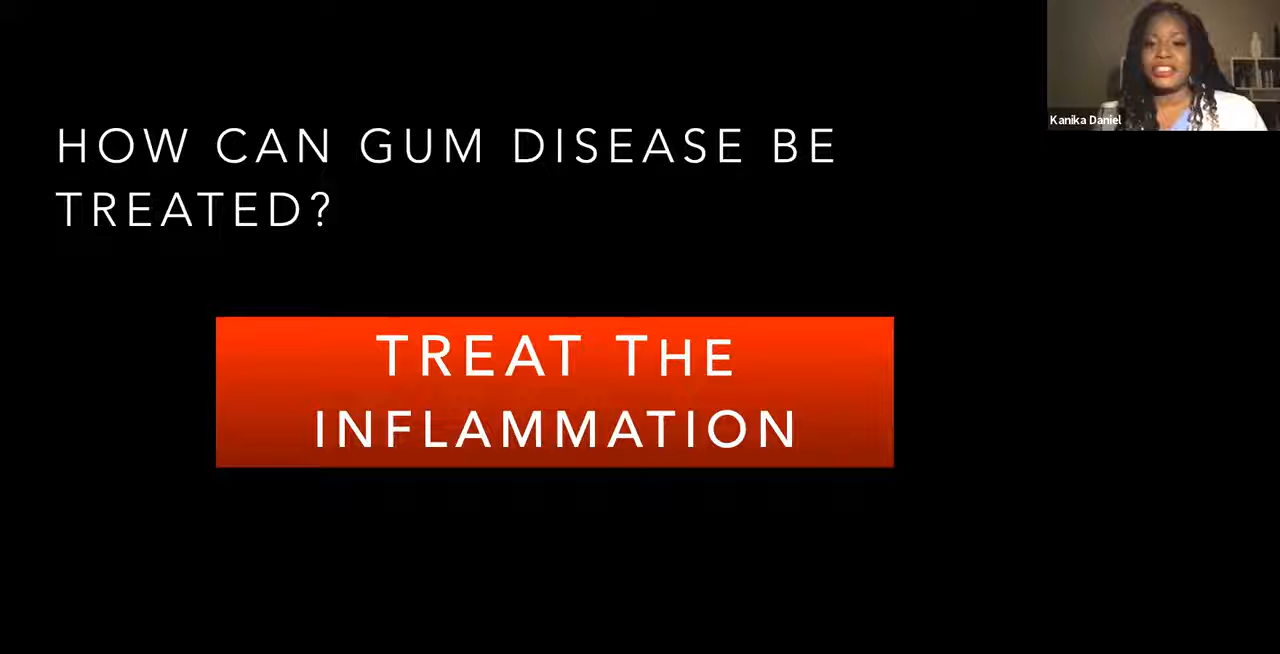 HOW CAN GUM DISEASE BE
TREATED?
TREAT THE
INFLAMMATION
Kanika Daniel